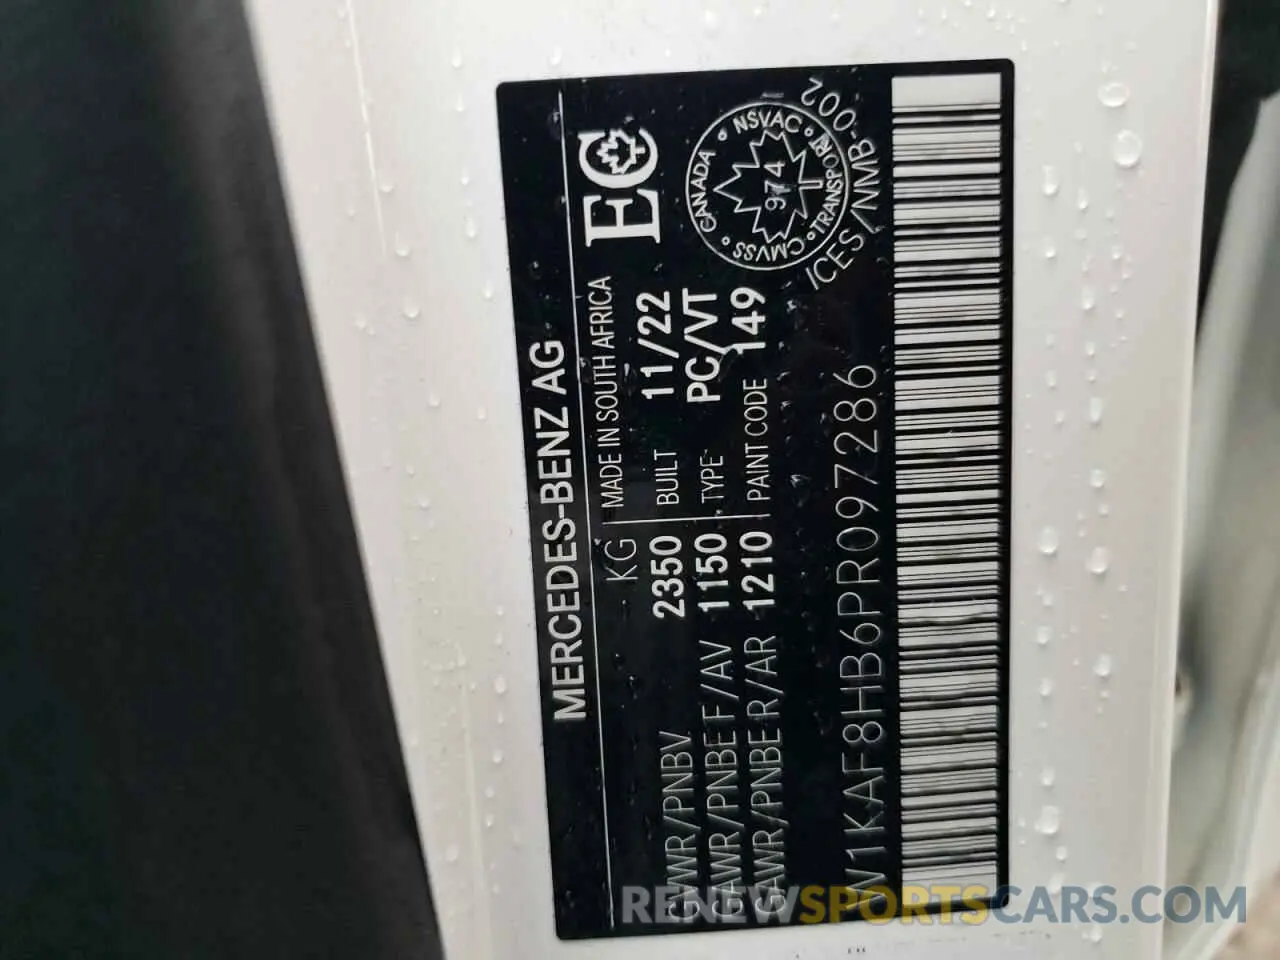 MERCEDES-BENZ AG
KG
MADE IN SOUTH AFRICA
EC
GVWR/PNBV 2350
BUILT 11/22
GAWR/PNBE F/AV 1150
TYPE PC/VT
GAWR/PNBE R/AR 1210
PAINT CODE 149
CANADA NSVAC TRANSPORT CMVSS
974
ICES/NMB-002
W1KAF8HB6PR097286
RENEWSPORTSCARS.COM